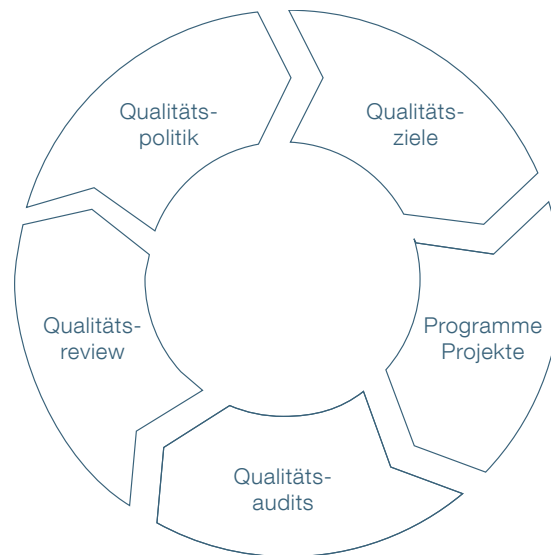 Qualitäts-
politik
Qualitäts-
ziele
Programme
Projekte
Qualitäts-
audits
Qualitäts-
review